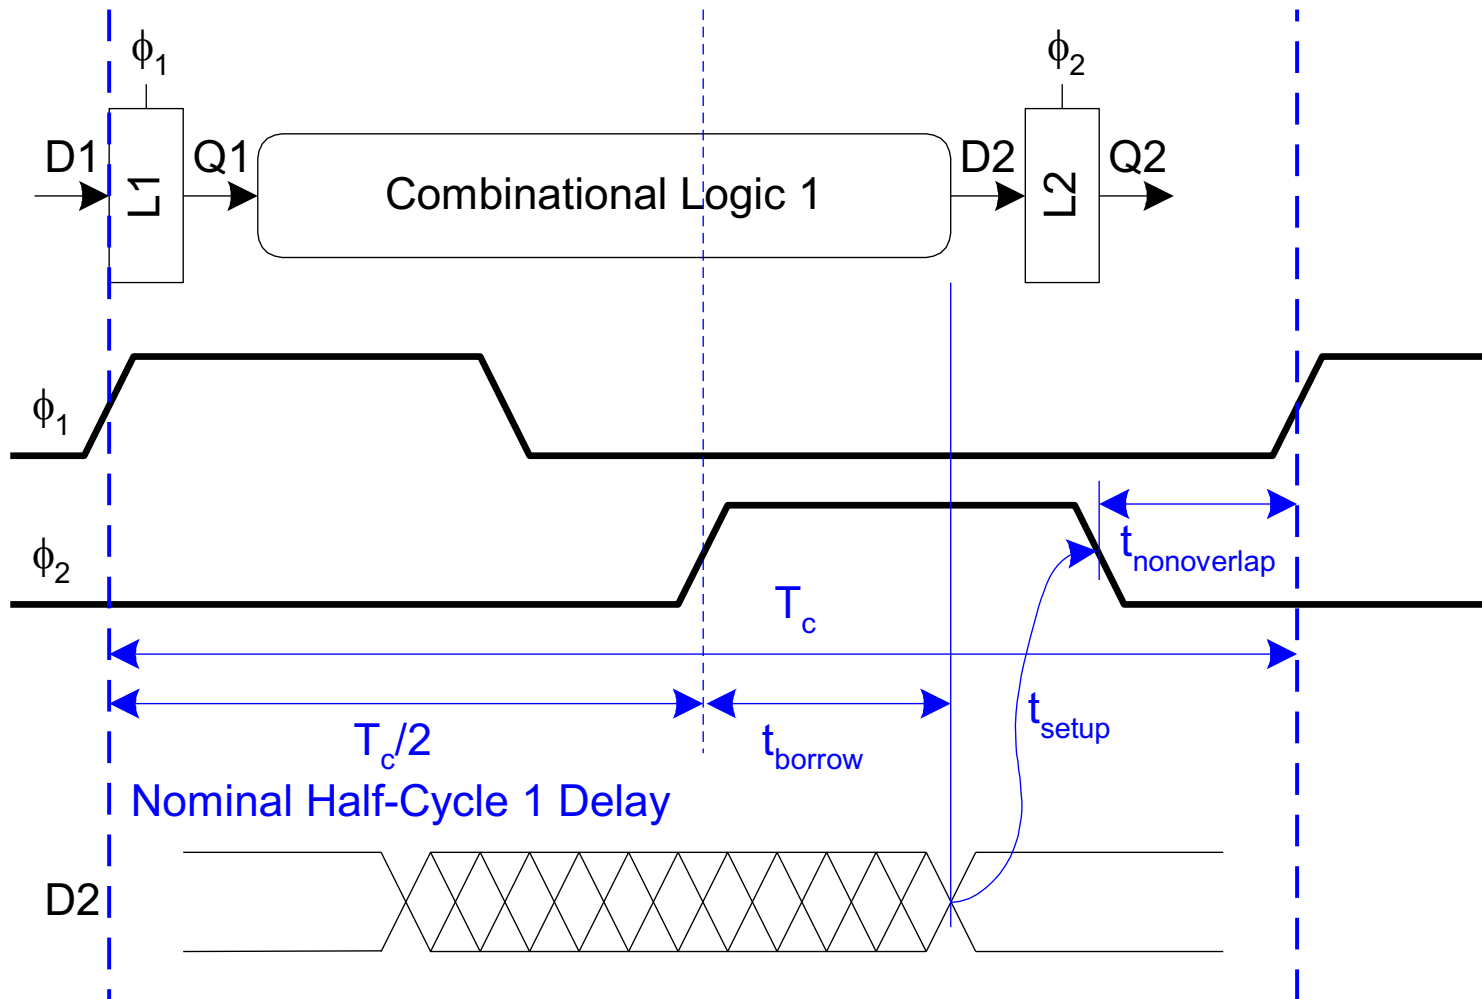 ϕ1
ϕ2
D1
L1
Q1
Combinational Logic 1
D2
L2
Q2
ϕ1
ϕ2
tnonoverlap
Tc
Tc/2
tborrow
tsetup
Nominal Half-Cycle 1 Delay
D2